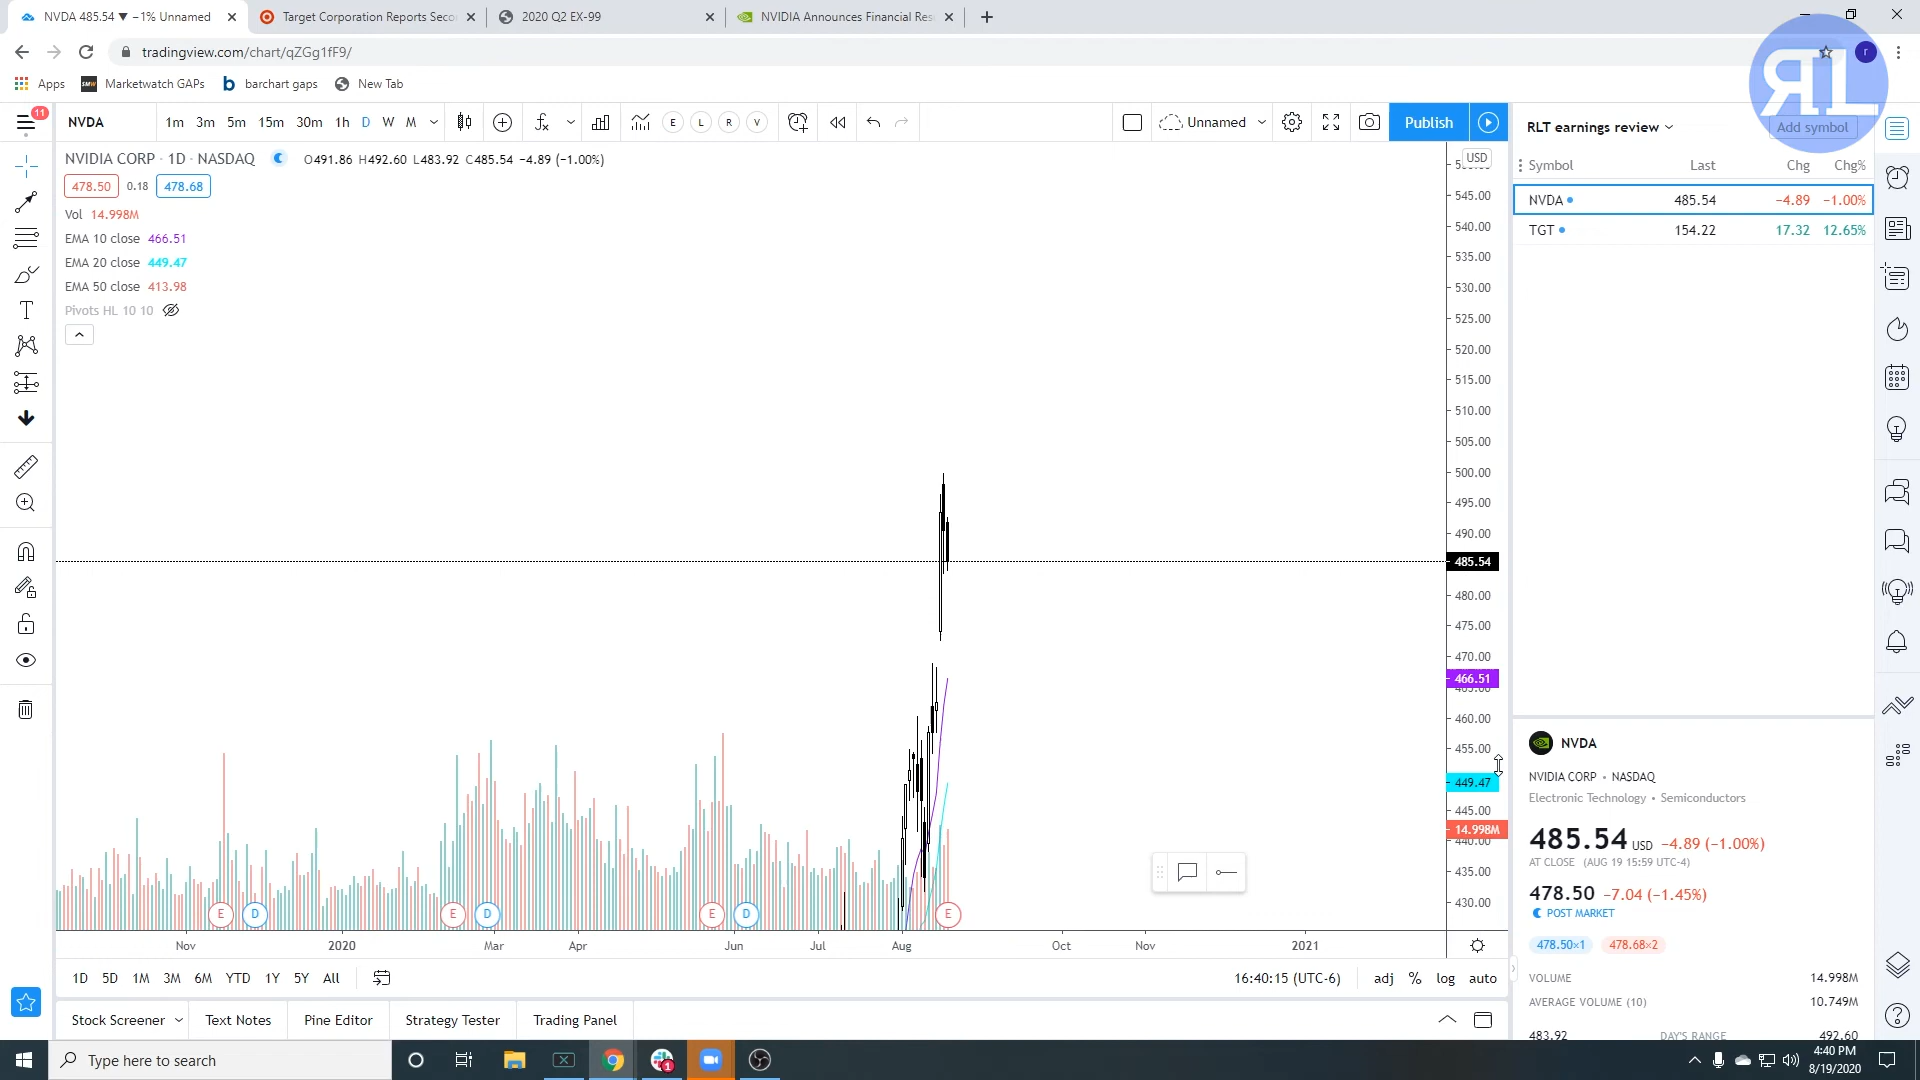 NVDA 485.54 ▼ −1% Unnamed
Target Corporation Reports Seco
2020 Q2 EX-99
NVIDIA Announces Financial Res
tradingview.com/chart/qZGg1fF9/
r
Apps
SMW
Marketwatch GAPs
b
barchart gaps
New Tab
RL
11
NVDA
1m 3m 5m 15m 30m 1h D W M
E L R V
Unnamed
Publish
RLT earnings review
Add symbol
NVIDIA CORP · 1D · NASDAQ
O491.86 H492.60 L483.92 C485.54 −4.89 (−1.00%)
478.50 0.18 478.68
Vol 14.998M
EMA 10 close 466.51
EMA 20 close 449.47
EMA 50 close 413.98
Pivots HL 10 10
USD
545.00
540.00
535.00
530.00
525.00
520.00
515.00
510.00
505.00
500.00
495.00
490.00
485.54
480.00
475.00
470.00
466.51
465.00
460.00
455.00
449.47
445.00
14.998M
440.00
435.00
430.00
E D E D E D E
Nov 2020 Mar Apr Jun Jul Aug Oct Nov 2021
1D 5D 1M 3M 6M YTD 1Y 5Y All
16:40:15 (UTC-6)
adj % log auto
Stock Screener
Text Notes
Pine Editor
Strategy Tester
Trading Panel
Symbol Last Chg Chg%
NVDA 485.54 −4.89 −1.00%
TGT 154.22 17.32 12.65%
NVDA
NVIDIA CORP • NASDAQ
Electronic Technology • Semiconductors
485.54 USD −4.89 (−1.00%)
AT CLOSE (AUG 19 15:59 UTC-4)
478.50 −7.04 (−1.45%)
POST MARKET
478.50×1 478.68×2
VOLUME 14.998M
AVERAGE VOLUME (10) 10.749M
483.92 DAY'S RANGE 492.60
Type here to search
1
4:40 PM
8/19/2020